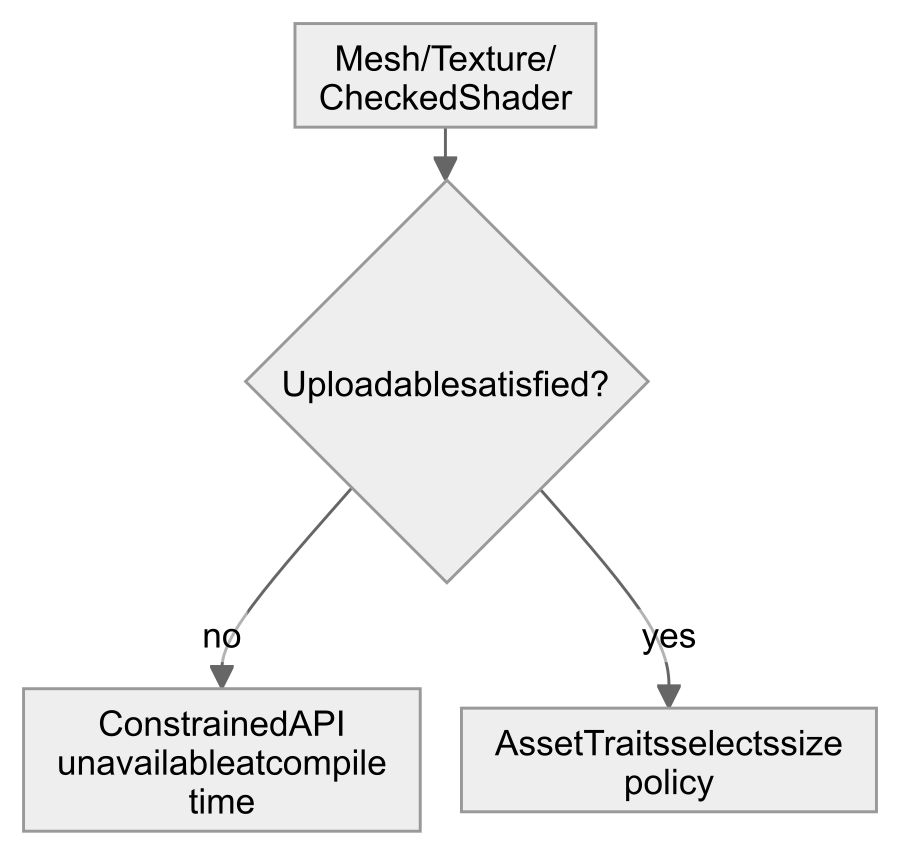 Mesh/Texture/
CheckedShader
Uploadablesatisfied?
no
yes
ConstrainedAPI
unavailableatcompile
time
AssetTraitsselectssize
policy